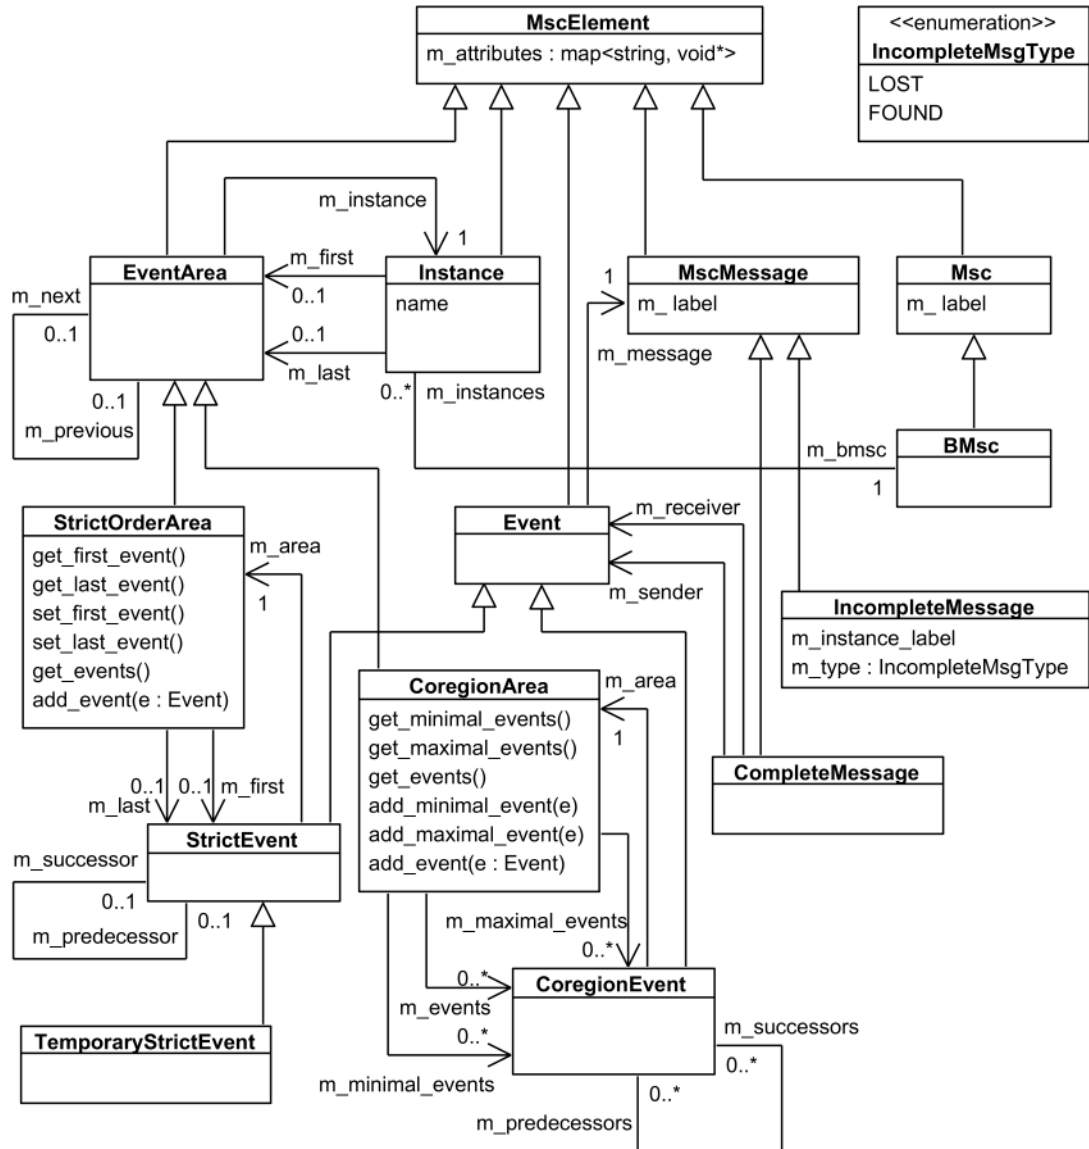 MscElement
m_attributes : map<string, void*>
<<enumeration>>
IncompleteMsgType
LOST
FOUND
m_instance
1
EventArea
m_first
0..1
Instance
name
1
MscMessage
m_ label
Msc
m_ label
m_next
0..1
0..1
m_last
m_message
0..1
m_previous
0..*
m_instances
m_bmsc
1
BMsc
StrictOrderArea
get_first_event()
get_last_event()
set_first_event()
set_last_event()
get_events()
add_event(e : Event)
m_area
1
Event
m_receiver
m_sender
IncompleteMessage
m_instance_label
m_type : IncompleteMsgType
CoregionArea
get_minimal_events()
get_maximal_events()
get_events()
add_minimal_event(e)
add_maximal_event(e)
add_event(e : Event)
m_area
1
CompleteMessage
0..1
m_last
0..1
m_first
StrictEvent
m_successor
0..1
m_predecessor
0..1
m_maximal_events
0..*
0..*
m_events
CoregionEvent
0..*
m_minimal_events
m_successors
0..*
0..*
m_predecessors
TemporaryStrictEvent